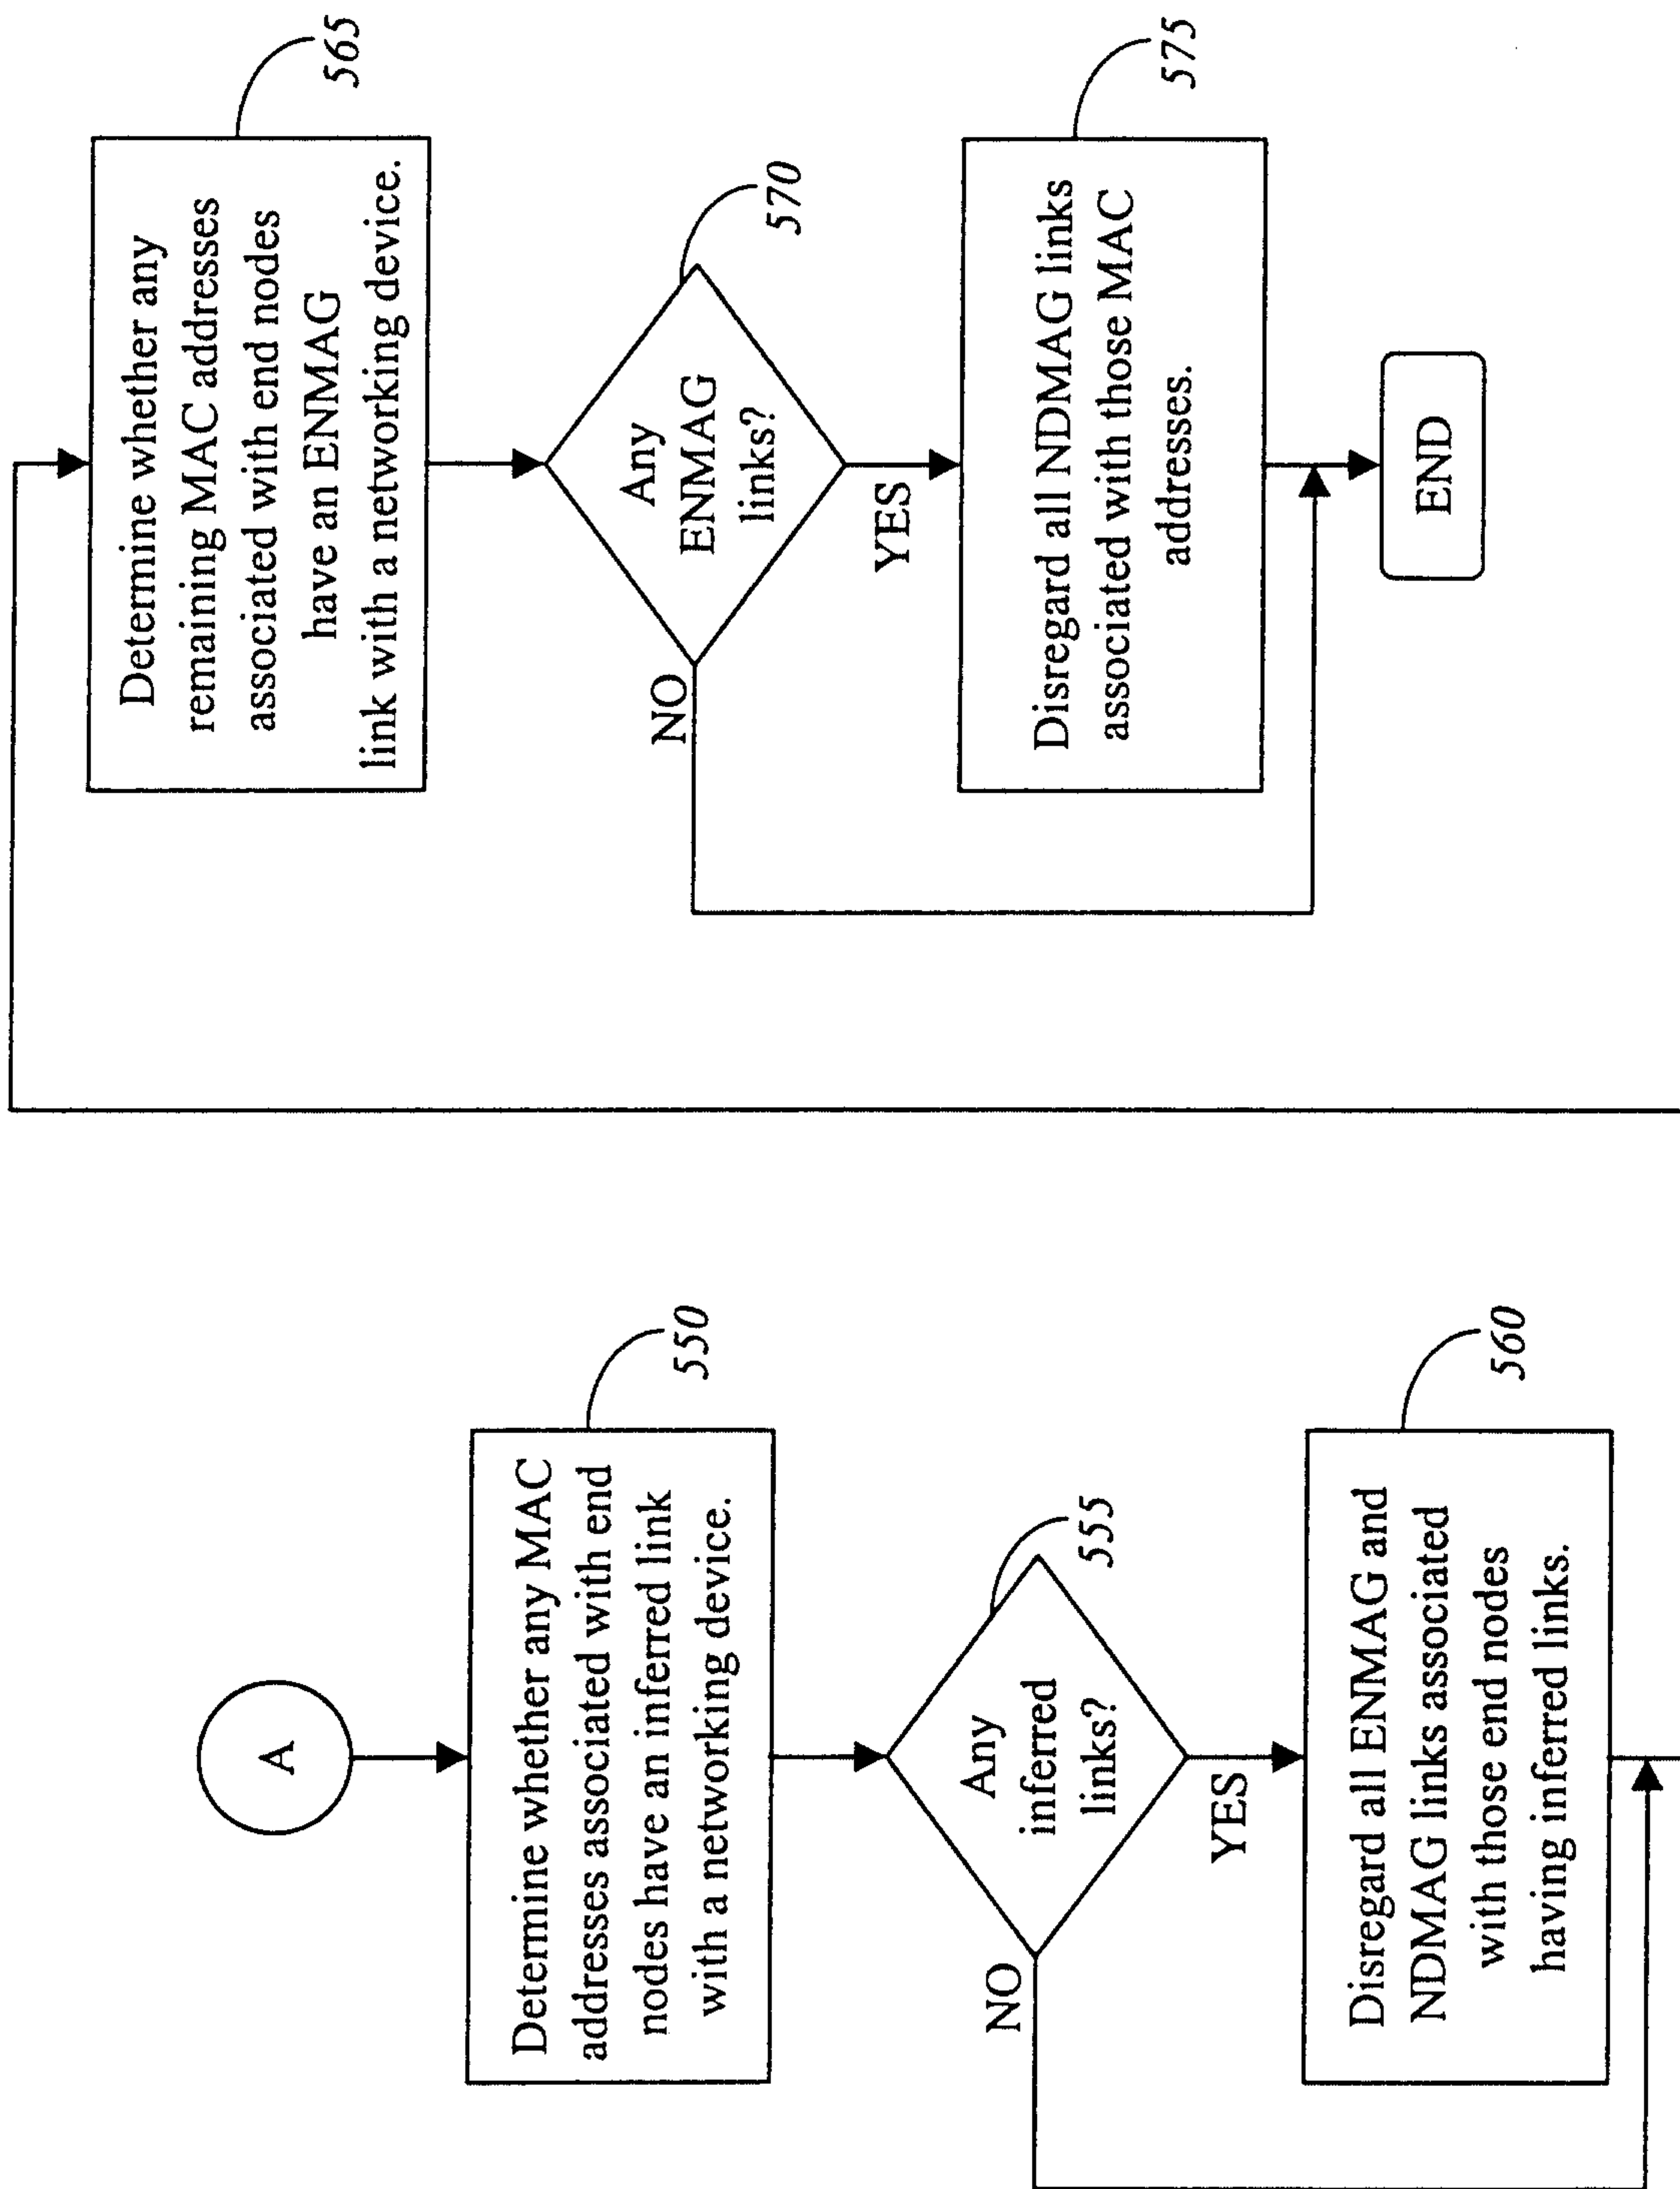 A
Determine whether any MAC
addresses associated with end
nodes have an inferred link
with a networking device.
550
Any
inferred
links?
555
NO
YES
Disregard all ENMAG and
NDMAG links associated
with those end nodes
having inferred links.
560
Determine whether any
remaining MAC addresses
associated with end nodes
have an ENMAG
link with a networking device.
565
Any
ENMAG
links?
570
NO
YES
Disregard all NDMAG links
associated with those MAC
addresses.
575
END